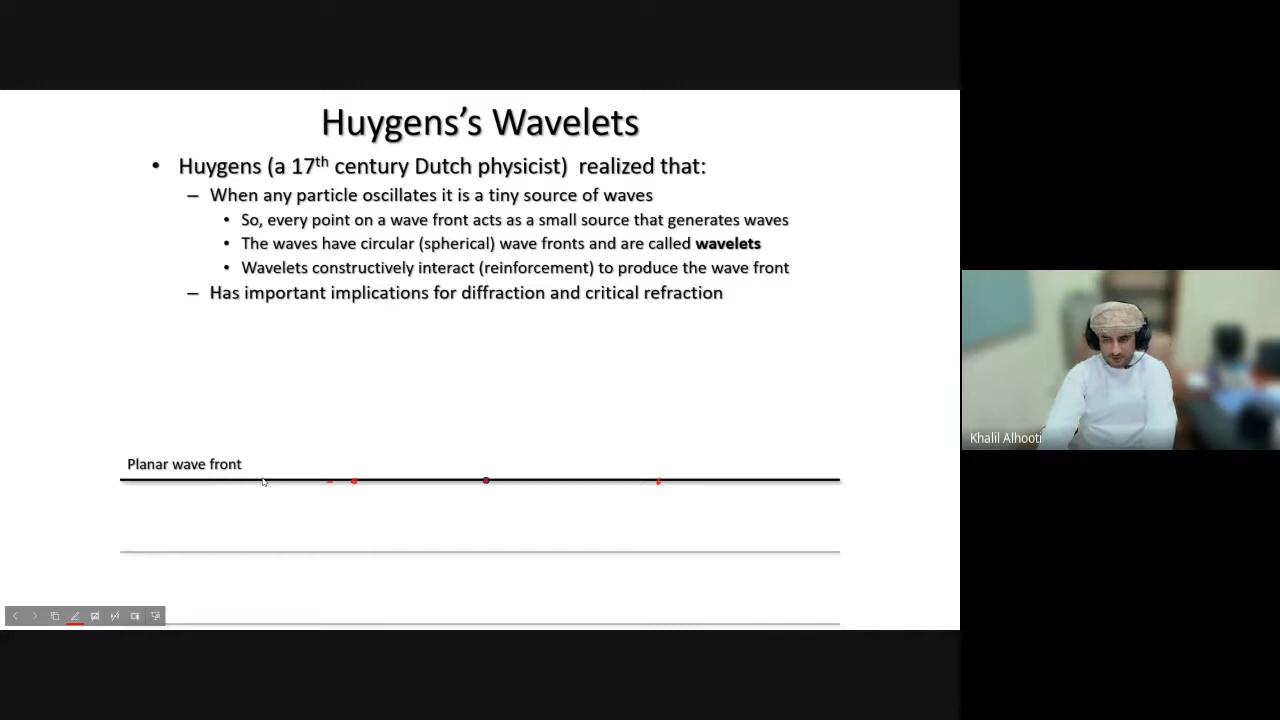 Huygens's Wavelets
• Huygens (a 17th century Dutch physicist) realized that:
– When any particle oscillates it is a tiny source of waves
• So, every point on a wave front acts as a small source that generates waves
• The waves have circular (spherical) wave fronts and are called wavelets
• Wavelets constructively interact (reinforcement) to produce the wave front
– Has important implications for diffraction and critical refraction
Planar wave front
Khalil Alhooti